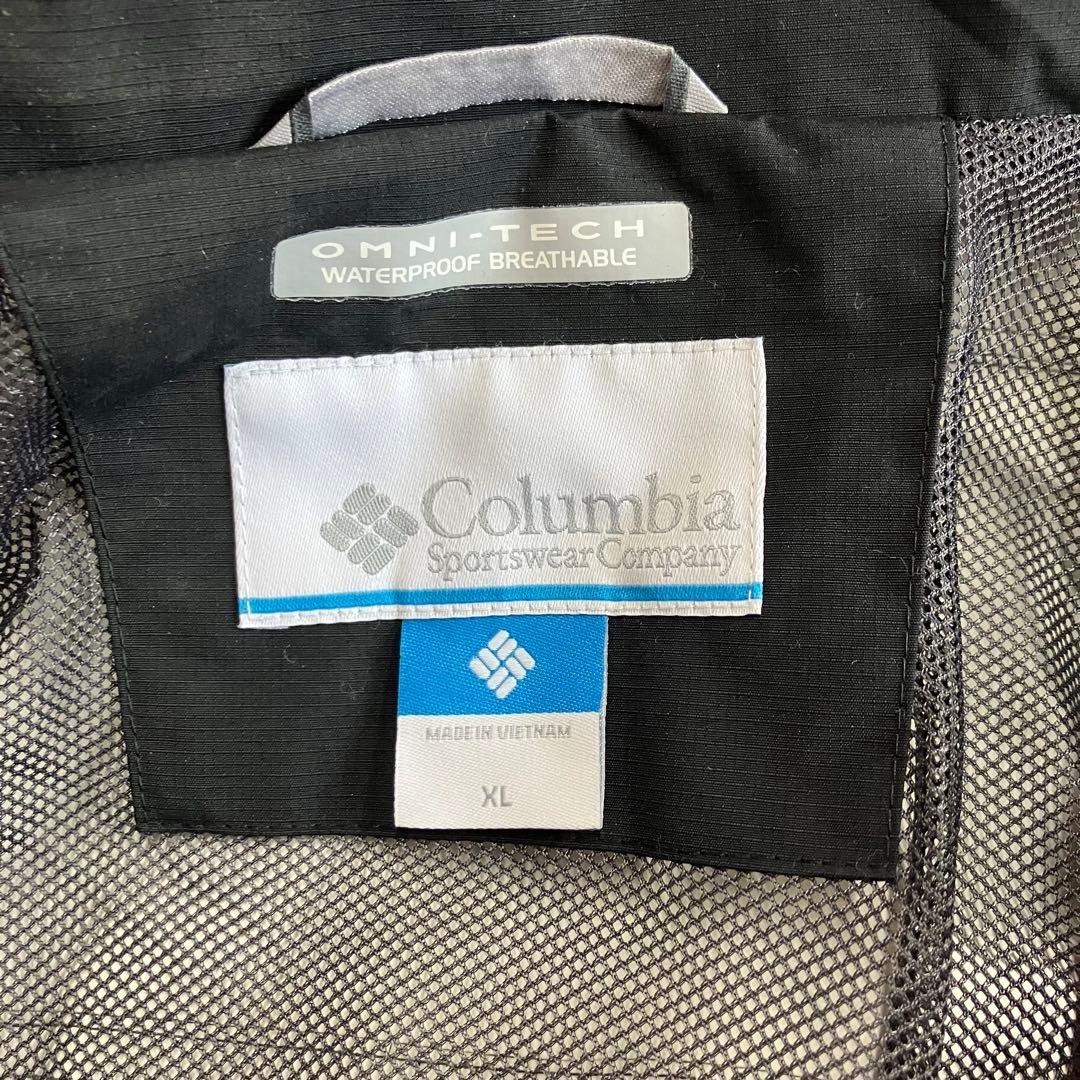 OMNI-TECH
WATERPROOF BREATHABLE
Columbia
Sportswear Company
MADE IN VIETNAM
XL